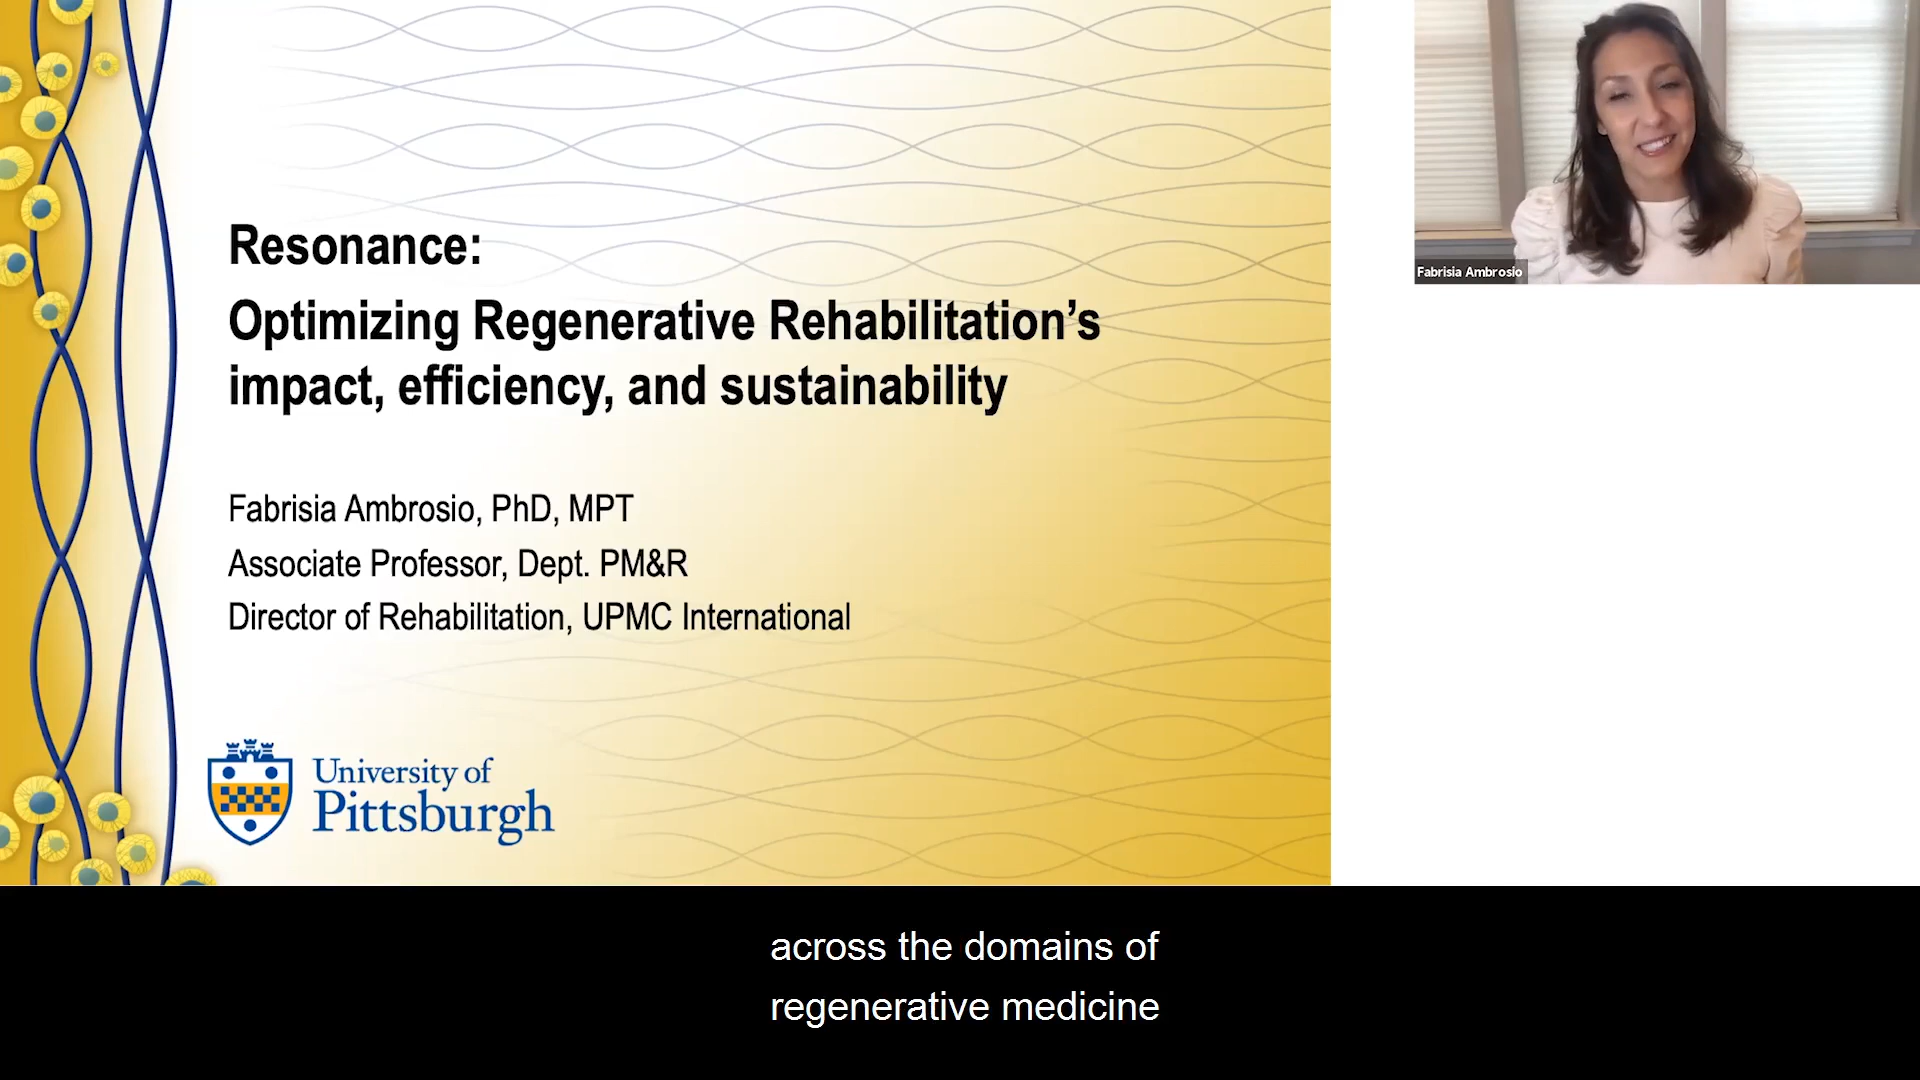 Resonance:
Optimizing Regenerative Rehabilitation’s
impact, efficiency, and sustainability
Fabrisia Ambrosio, PhD, MPT
Associate Professor, Dept. PM&R
Director of Rehabilitation, UPMC International
University of
Pittsburgh
Fabrisia Ambrosio
across the domains of
regenerative medicine